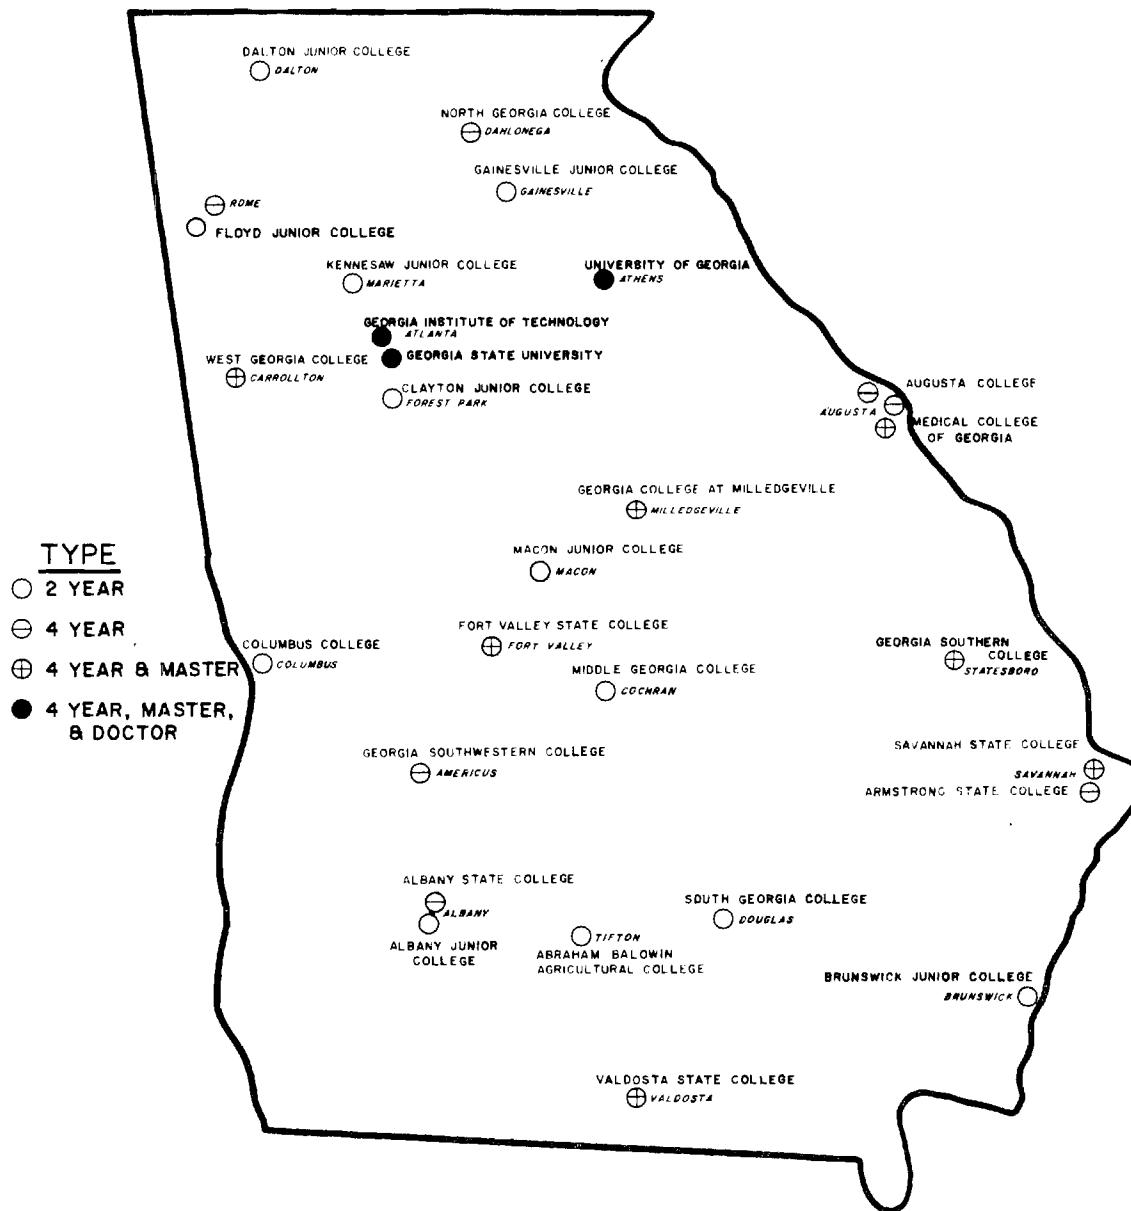 DALTON JUNIOR COLLEGE
DALTON
NORTH GEORGIA COLLEGE
DAHLONEGA
GAINESVILLE JUNIOR COLLEGE
GAINESVILLE
ROME
FLOYD JUNIOR COLLEGE
KENNESAW JUNIOR COLLEGE
MARIETTA
UNIVERSITY OF GEORGIA
ATHENS
GEORGIA INSTITUTE OF TECHNOLOGY
ATLANTA
GEORGIA STATE UNIVERSITY
WEST GEORGIA COLLEGE
CARROLLTON
CLAYTON JUNIOR COLLEGE
FOREST PARK
AUGUSTA COLLEGE
AUGUSTA
MEDICAL COLLEGE
OF GEORGIA
GEORGIA COLLEGE AT MILLEDGEVILLE
MILLEDGEVILLE
MACON JUNIOR COLLEGE
MACON
TYPE
2 YEAR
4 YEAR
4 YEAR & MASTER
4 YEAR, MASTER,
& DOCTOR
COLUMBUS COLLEGE
COLUMBUS
FORT VALLEY STATE COLLEGE
FORT VALLEY
MIDDLE GEORGIA COLLEGE
COCHRAN
GEORGIA SOUTHERN
COLLEGE
STATESBORO
GEORGIA SOUTHWESTERN COLLEGE
AMERICUS
SAVANNAH STATE COLLEGE
SAVANNAH
ARMSTRONG STATE COLLEGE
ALBANY STATE COLLEGE
ALBANY
ALBANY JUNIOR
COLLEGE
TIFTON
ABRAHAM BALDWIN
AGRICULTURAL COLLEGE
SOUTH GEORGIA COLLEGE
DOUGLAS
BRUNSWICK JUNIOR COLLEGE
BRUNSWICK
VALDOSTA STATE COLLEGE
VALDOSTA